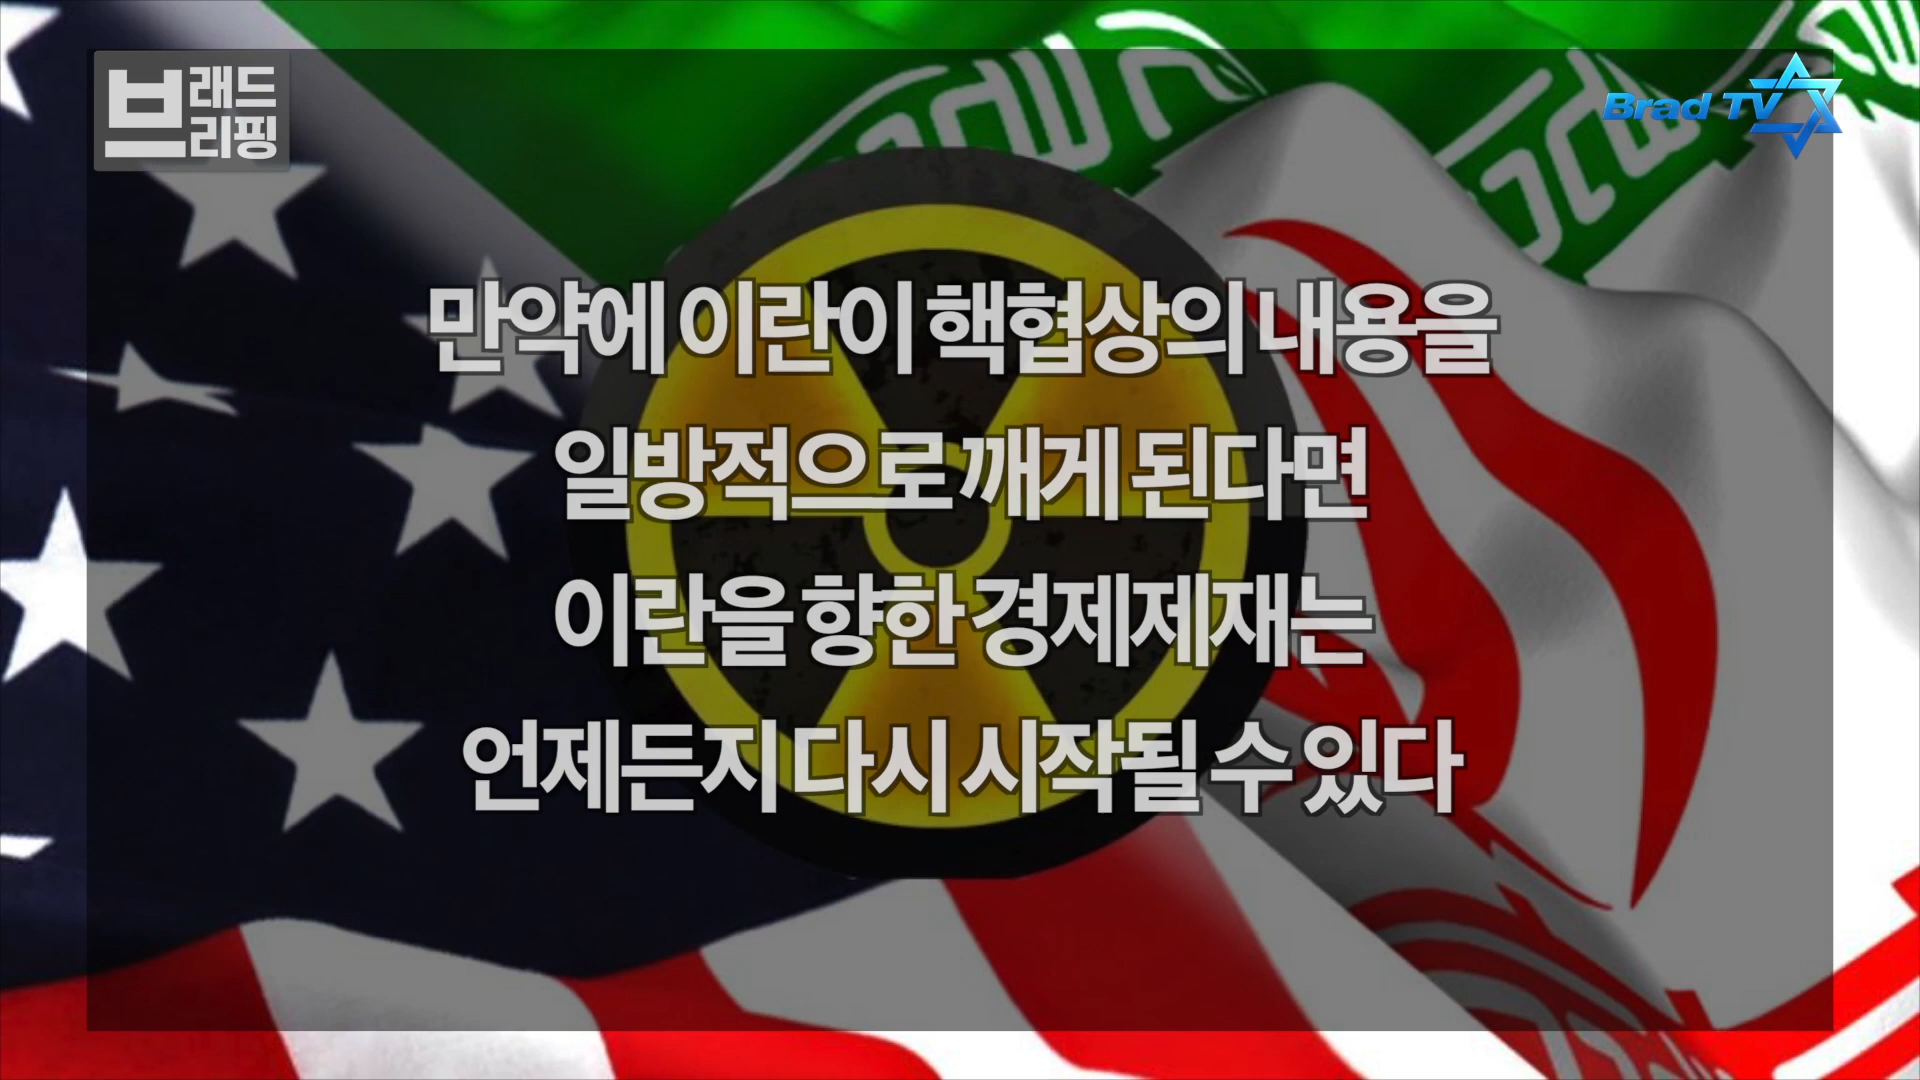 브래드
브리핑
Brad TV
만약에 이란이 핵협상의 내용을
일방적으로 깨게 된다면
이란을 향한 경제제재는
언제든지 다시 시작될 수 있다